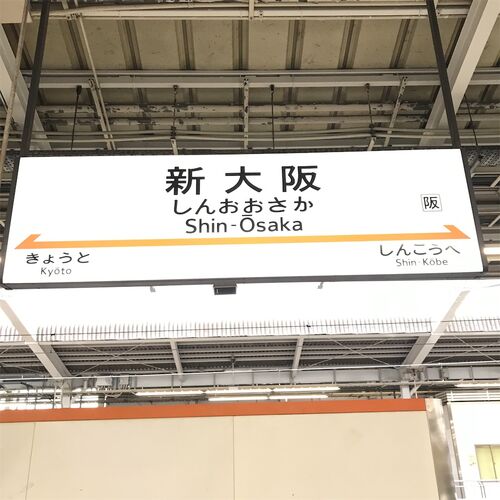 新大阪
しんおおさか
Shin-Ōsaka
阪
きょうと
Kyōto
しんこうべ
Shin-Kōbe